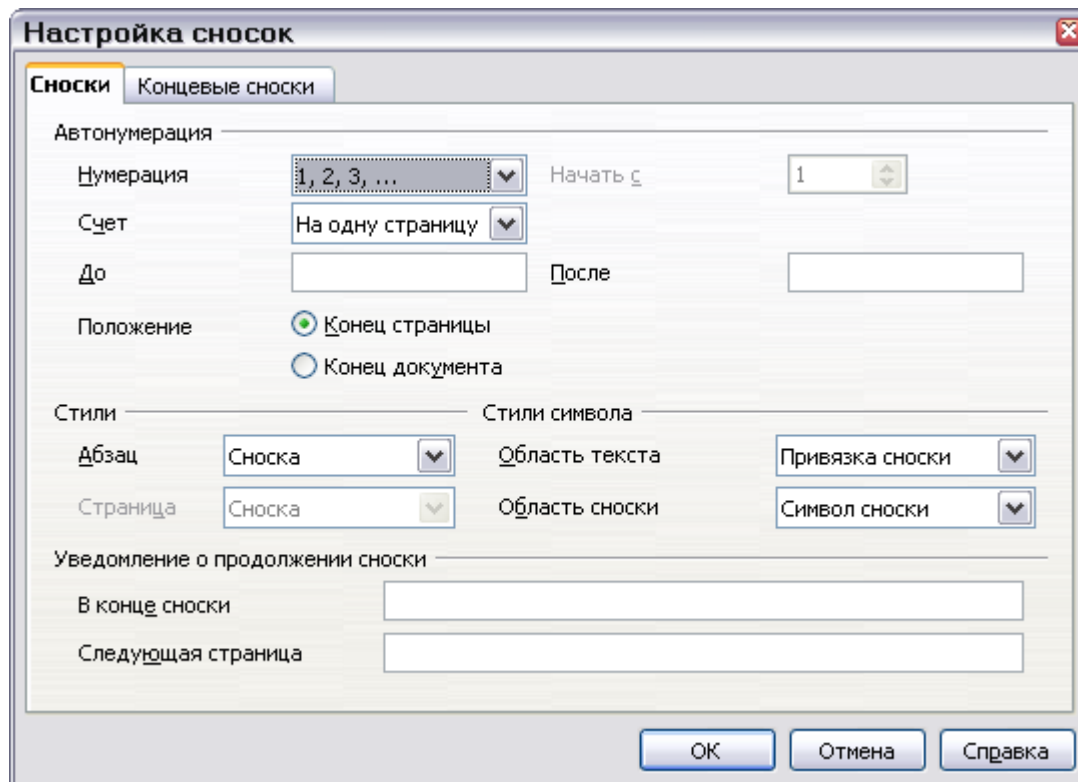 Настройка сносок
Сноски Концевые сноски
Автонумерация
Нумерация 1, 2, 3, ... Начать с 1
Счет На одну страницу
До После
Положение Конец страницы
Конец документа
Стили Стили символа
Абзац Сноска Область текста Привязка сноски
Страница Сноска Область сноски Символ сноски
Уведомление о продолжении сноски
В конце сноски
Следующая страница
ОК Отмена Справка